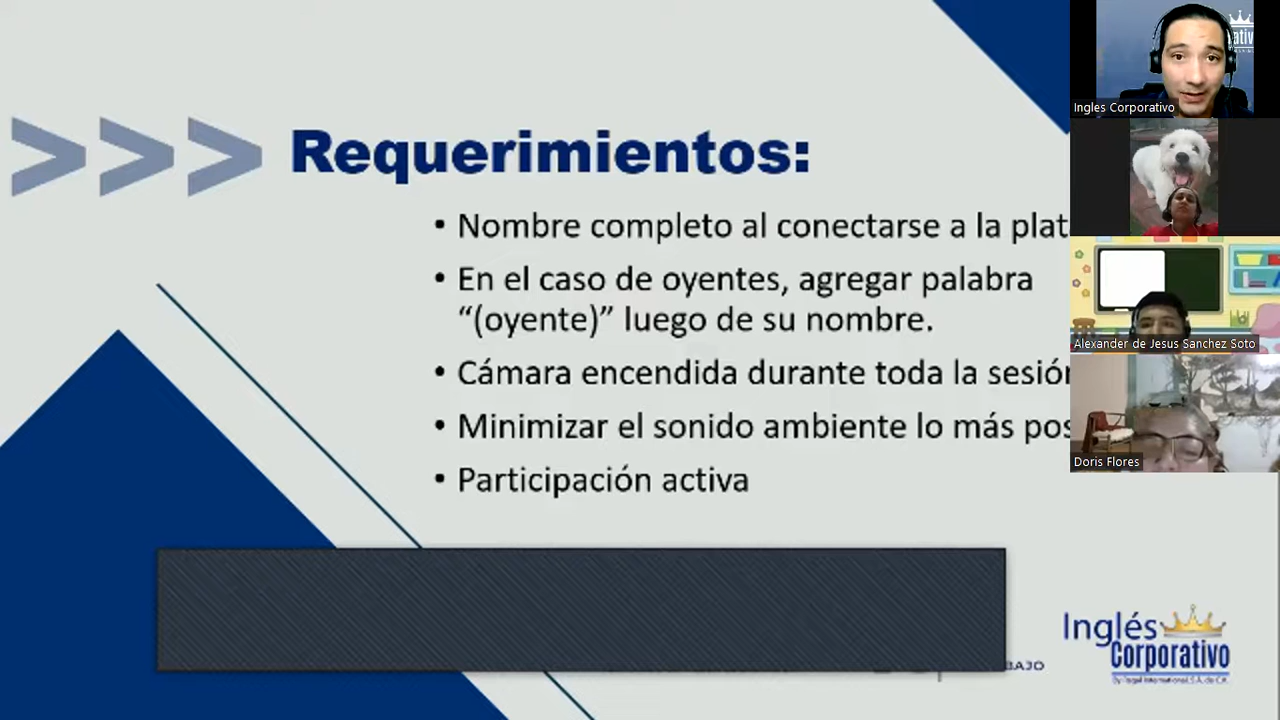 >>> Requerimientos:
• Nombre completo al conectarse a la plat
• En el caso de oyentes, agregar palabra
“(oyente)” luego de su nombre.
• Cámara encendida durante toda la sesión
• Minimizar el sonido ambiente lo más pos
• Participación activa
BAJO
Inglés
Corporativo
Ingles Corporativo
Alexander de Jesus Sanchez Soto
Doris Flores